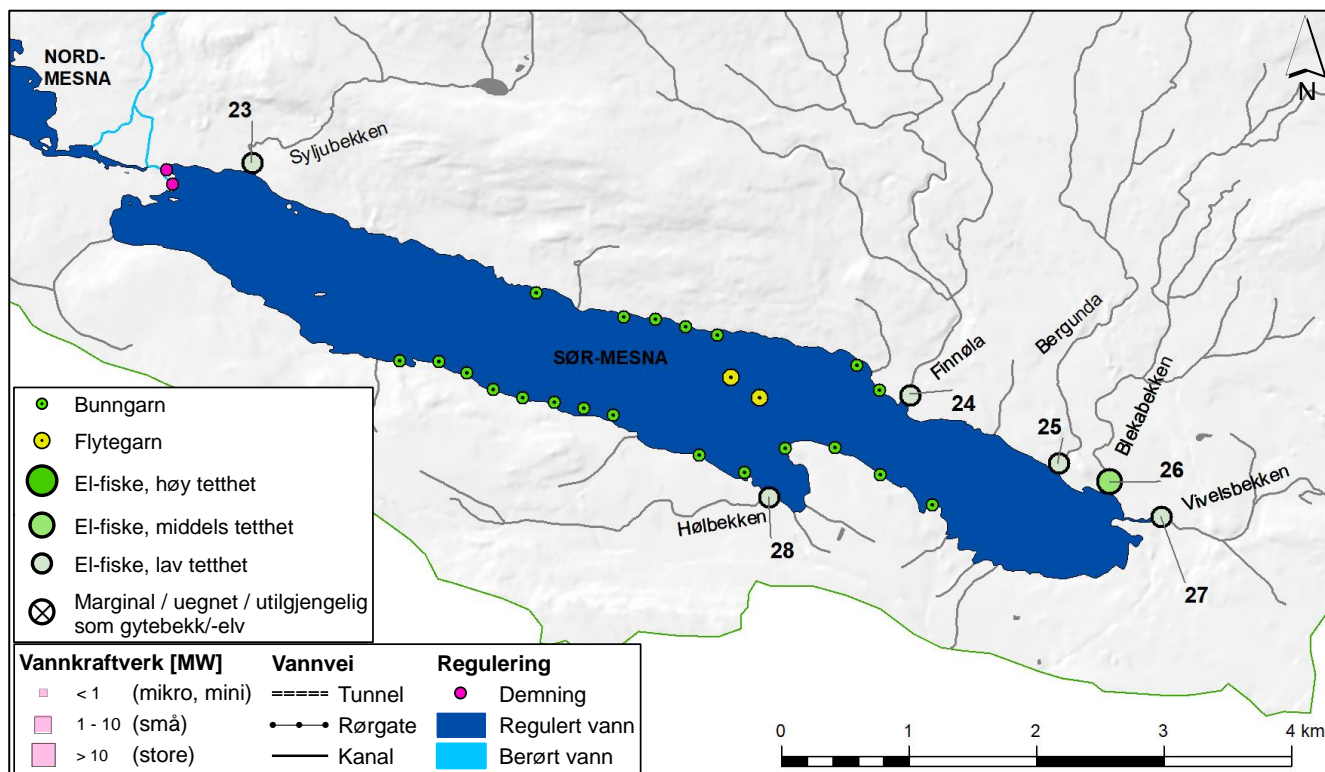 NORD-
MESNA
23
Syljubekken
N
SØR-MESNA
Finnøla
24
Bergunda
25
Blekabekken
26
Vivelsbekken
27
Hølbekken
28
Bunngarn
Flytegarn
El-fiske, høy tetthet
El-fiske, middels tetthet
El-fiske, lav tetthet
Marginal / uegnet / utilgjengelig
som gytebekk/-elv
Vannkraftverk [MW]
< 1 (mikro, mini)
1 - 10 (små)
> 10 (store)
Vannvei
Tunnel
Rørgate
Kanal
Regulering
Demning
Regulert vann
Berørt vann
0 1 2 3 4 km